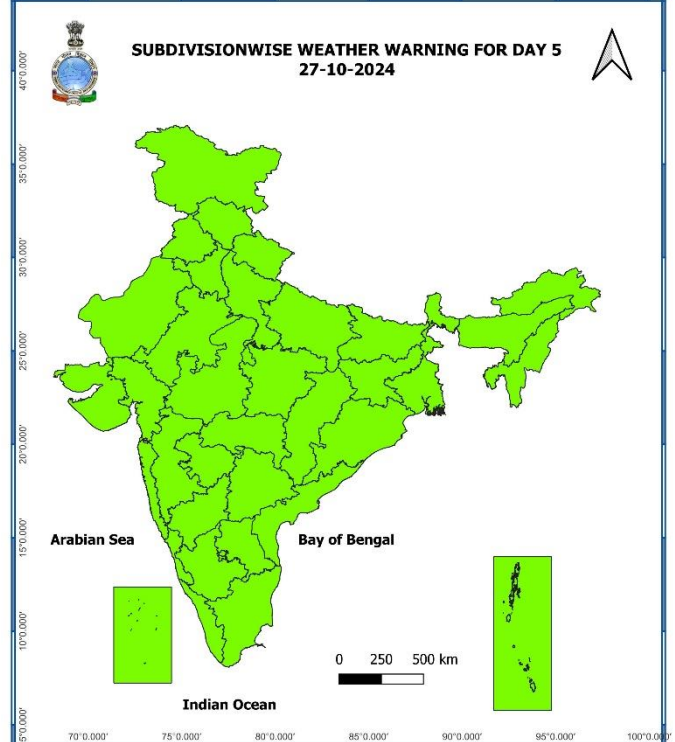 SUBDIVISIONWISE WEATHER WARNING FOR DAY 5
27-10-2024
40°0.000'
35°0.000'
30°0.000'
25°0.000'
20°0.000'
15°0.000'
10°0.000'
5°0.000'
Arabian Sea
Bay of Bengal
0 250 500 km
Indian Ocean
70°0.000' 75°0.000' 80°0.000' 85°0.000' 90°0.000' 95°0.000' 100°0.000'